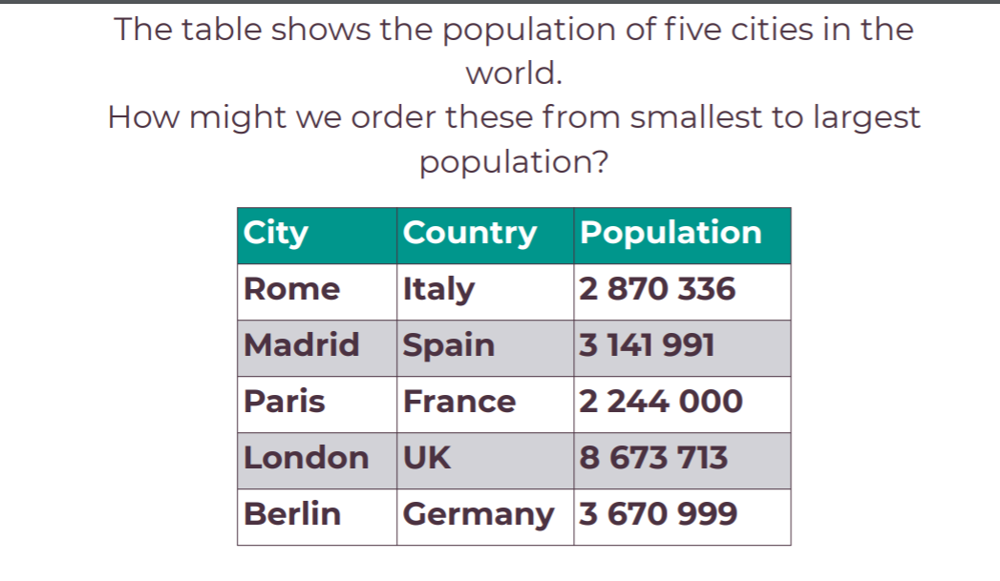 The table shows the population of five cities in the
world.
How might we order these from smallest to largest
population?
City Country Population
Rome Italy 2 870 336
Madrid Spain 3 141 991
Paris France 2 244 000
London UK 8 673 713
Berlin Germany 3 670 999